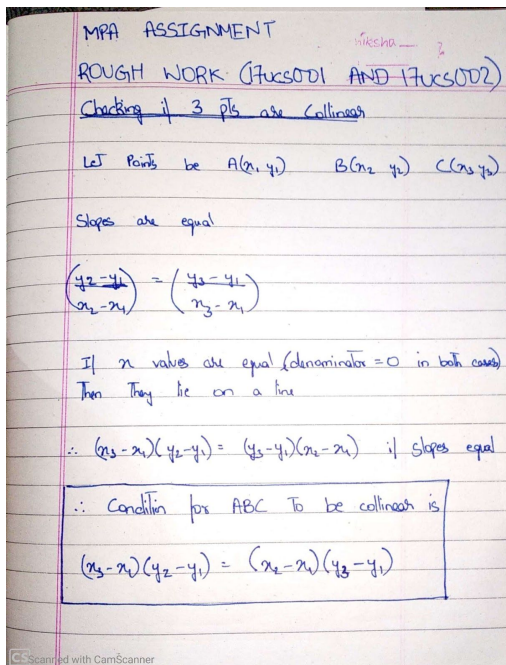 MPA ASSIGNMENT
niksha — ?
ROUGH WORK (17UCS001 AND 17UCS002)
Checking if 3 pts are Collinear
Let Points be A(x₁ y₁) B(x₂ y₂) C(x₃ y₃)
Slopes are equal
(y₂-y₁ / x₂-x₁) = (y₃-y₁ / x₃-x₁)
If x values are equal (denominator = 0 in both cases)
Then They lie on a line
∴ (x₃-x₁)(y₂-y₁) = (y₃-y₁)(x₂-x₁) if slopes equal
∴ Conditin for ABC To be collinear is
(x₃-x₁)(y₂-y₁) = (x₂-x₁)(y₃-y₁)
CS Scanned with CamScanner